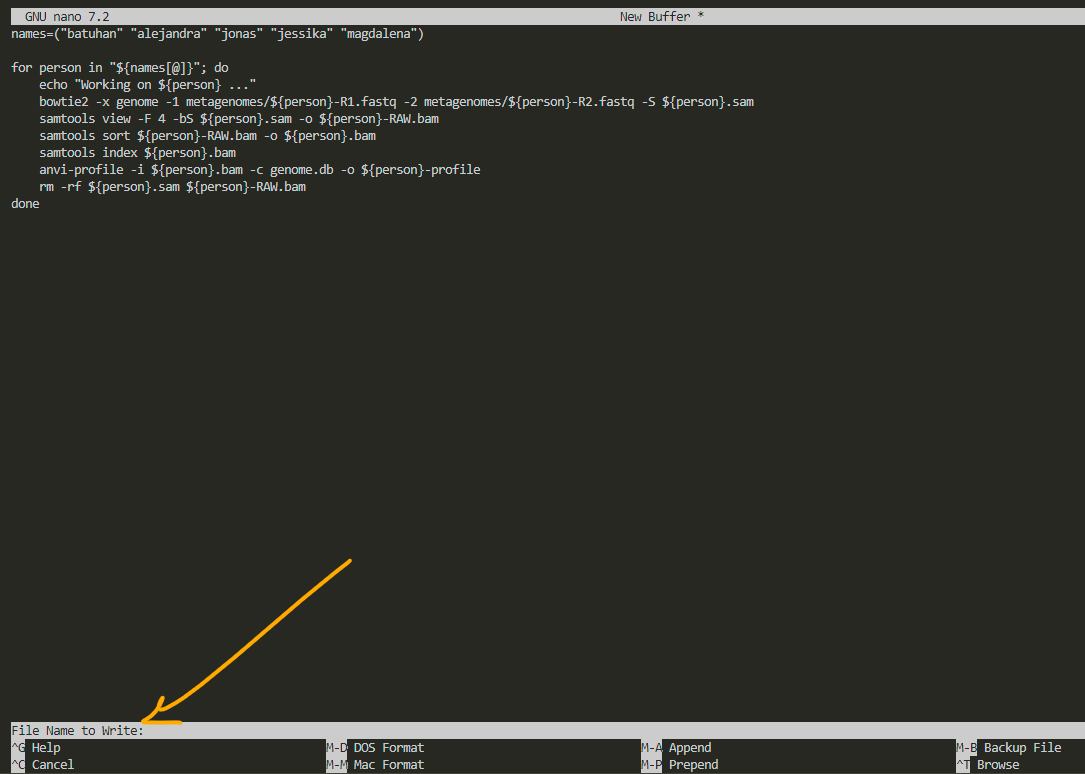 GNU nano 7.2 New Buffer *
names=("batuhan" "alejandra" "jonas" "jessika" "magdalena")
for person in "${names[@]}"; do
    echo "Working on ${person} ..."
    bowtie2 -x genome -1 metagenomes/${person}-R1.fastq -2 metagenomes/${person}-R2.fastq -S ${person}.sam
    samtools view -F 4 -bS ${person}.sam -o ${person}-RAW.bam
    samtools sort ${person}-RAW.bam -o ${person}.bam
    samtools index ${person}.bam
    anvi-profile -i ${person}.bam -c genome.db -o ${person}-profile
    rm -rf ${person}.sam ${person}-RAW.bam
done
File Name to Write:
^G Help M-D DOS Format M-A Append M-B Backup File
^C Cancel M-M Mac Format M-P Prepend ^T Browse